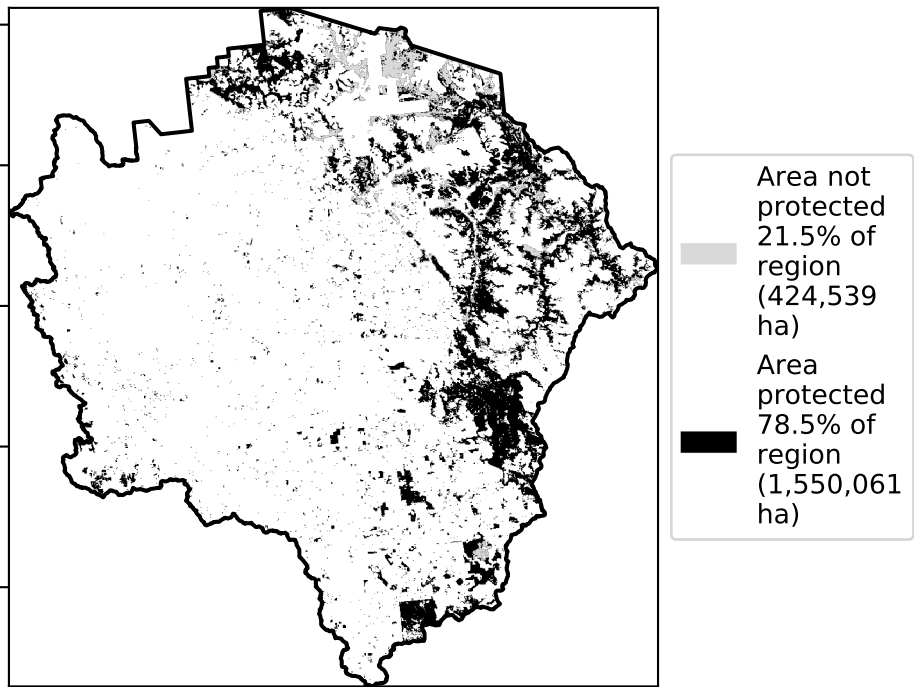 Area not
protected
21.5% of
region
(424,539
ha)
Area
protected
78.5% of
region
(1,550,061
ha)